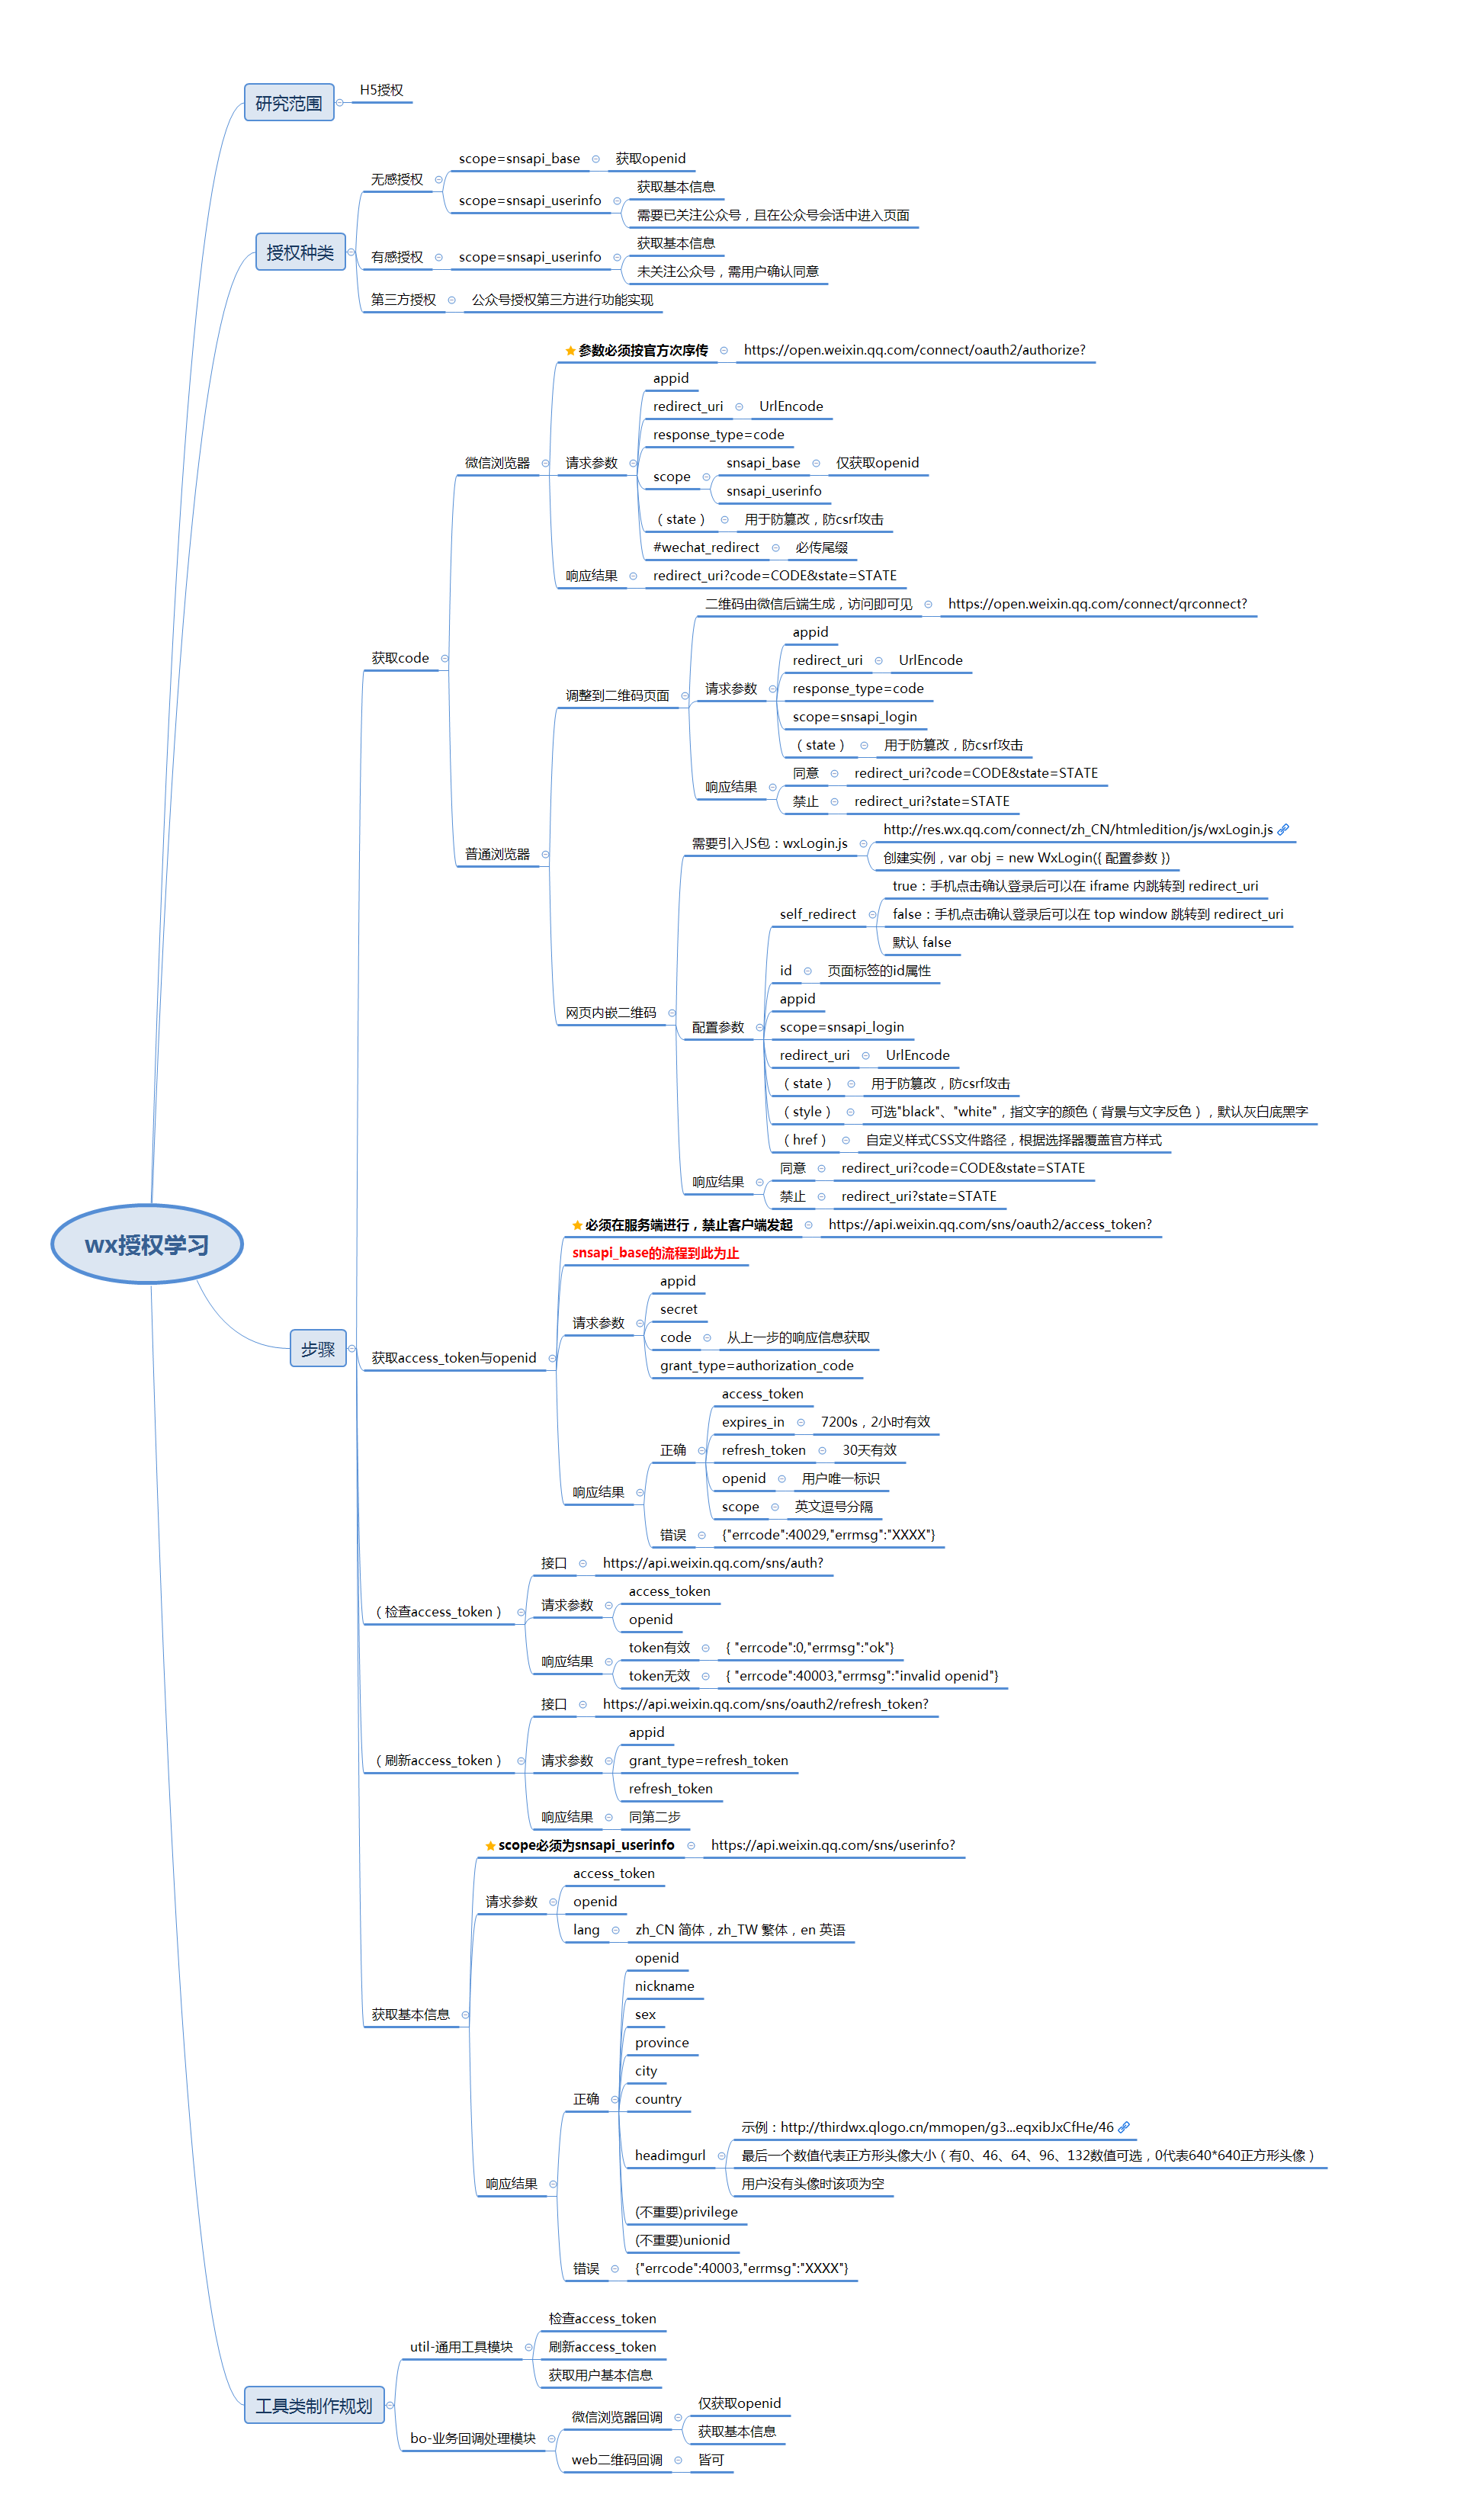 wx授权学习
研究范围
H5授权
授权种类
无感授权
scope=snsapi_base
获取openid
scope=snsapi_userinfo
获取基本信息
需要已关注公众号，且在公众号会话中进入页面
有感授权
scope=snsapi_userinfo
获取基本信息
未关注公众号，需用户确认同意
第三方授权
公众号授权第三方进行功能实现
步骤
获取code
微信浏览器
参数必须按官方次序传
https://open.weixin.qq.com/connect/oauth2/authorize?
请求参数
appid
redirect_uri
UrlEncode
response_type=code
scope
snsapi_base
仅获取openid
snsapi_userinfo
（state）
用于防篡改，防csrf攻击
#wechat_redirect
必传尾缀
响应结果
redirect_uri?code=CODE&state=STATE
普通浏览器
调整到二维码页面
二维码由微信后端生成，访问即可见
https://open.weixin.qq.com/connect/qrconnect?
请求参数
appid
redirect_uri
UrlEncode
response_type=code
scope=snsapi_login
（state）
用于防篡改，防csrf攻击
响应结果
同意
redirect_uri?code=CODE&state=STATE
禁止
redirect_uri?state=STATE
网页内嵌二维码
需要引入JS包：wxLogin.js
http://res.wx.qq.com/connect/zh_CN/htmledition/js/wxLogin.js
创建实例，var obj = new WxLogin({ 配置参数 })
配置参数
self_redirect
true：手机点击确认登录后可以在 iframe 内跳转到 redirect_uri
false：手机点击确认登录后可以在 top window 跳转到 redirect_uri
默认 false
id
页面标签的id属性
appid
scope=snsapi_login
redirect_uri
UrlEncode
（state）
用于防篡改，防csrf攻击
（style）
可选"black"、"white"，指文字的颜色（背景与文字反色），默认灰白底黑字
（href）
自定义样式CSS文件路径，根据选择器覆盖官方样式
响应结果
同意
redirect_uri?code=CODE&state=STATE
禁止
redirect_uri?state=STATE
获取access_token与openid
必须在服务端进行，禁止客户端发起
https://api.weixin.qq.com/sns/oauth2/access_token?
snsapi_base的流程到此为止
请求参数
appid
secret
code
从上一步的响应信息获取
grant_type=authorization_code
响应结果
正确
access_token
expires_in
7200s，2小时有效
refresh_token
30天有效
openid
用户唯一标识
scope
英文逗号分隔
错误
{"errcode":40029,"errmsg":"XXXX"}
（检查access_token）
接口
https://api.weixin.qq.com/sns/auth?
请求参数
access_token
openid
响应结果
token有效
{ "errcode":0,"errmsg":"ok"}
token无效
{ "errcode":40003,"errmsg":"invalid openid"}
（刷新access_token）
接口
https://api.weixin.qq.com/sns/oauth2/refresh_token?
请求参数
appid
grant_type=refresh_token
refresh_token
响应结果
同第二步
获取基本信息
scope必须为snsapi_userinfo
https://api.weixin.qq.com/sns/userinfo?
请求参数
access_token
openid
lang
zh_CN 简体，zh_TW 繁体，en 英语
响应结果
正确
openid
nickname
sex
province
city
country
headimgurl
示例：http://thirdwx.qlogo.cn/mmopen/g3...eqxibJxCfHe/46
最后一个数值代表正方形头像大小（有0、46、64、96、132数值可选，0代表640*640正方形头像）
用户没有头像时该项为空
(不重要)privilege
(不重要)unionid
错误
{"errcode":40003,"errmsg":"XXXX"}
工具类制作规划
util-通用工具模块
检查access_token
刷新access_token
获取用户基本信息
bo-业务回调处理模块
微信浏览器回调
仅获取openid
获取基本信息
web二维码回调
皆可